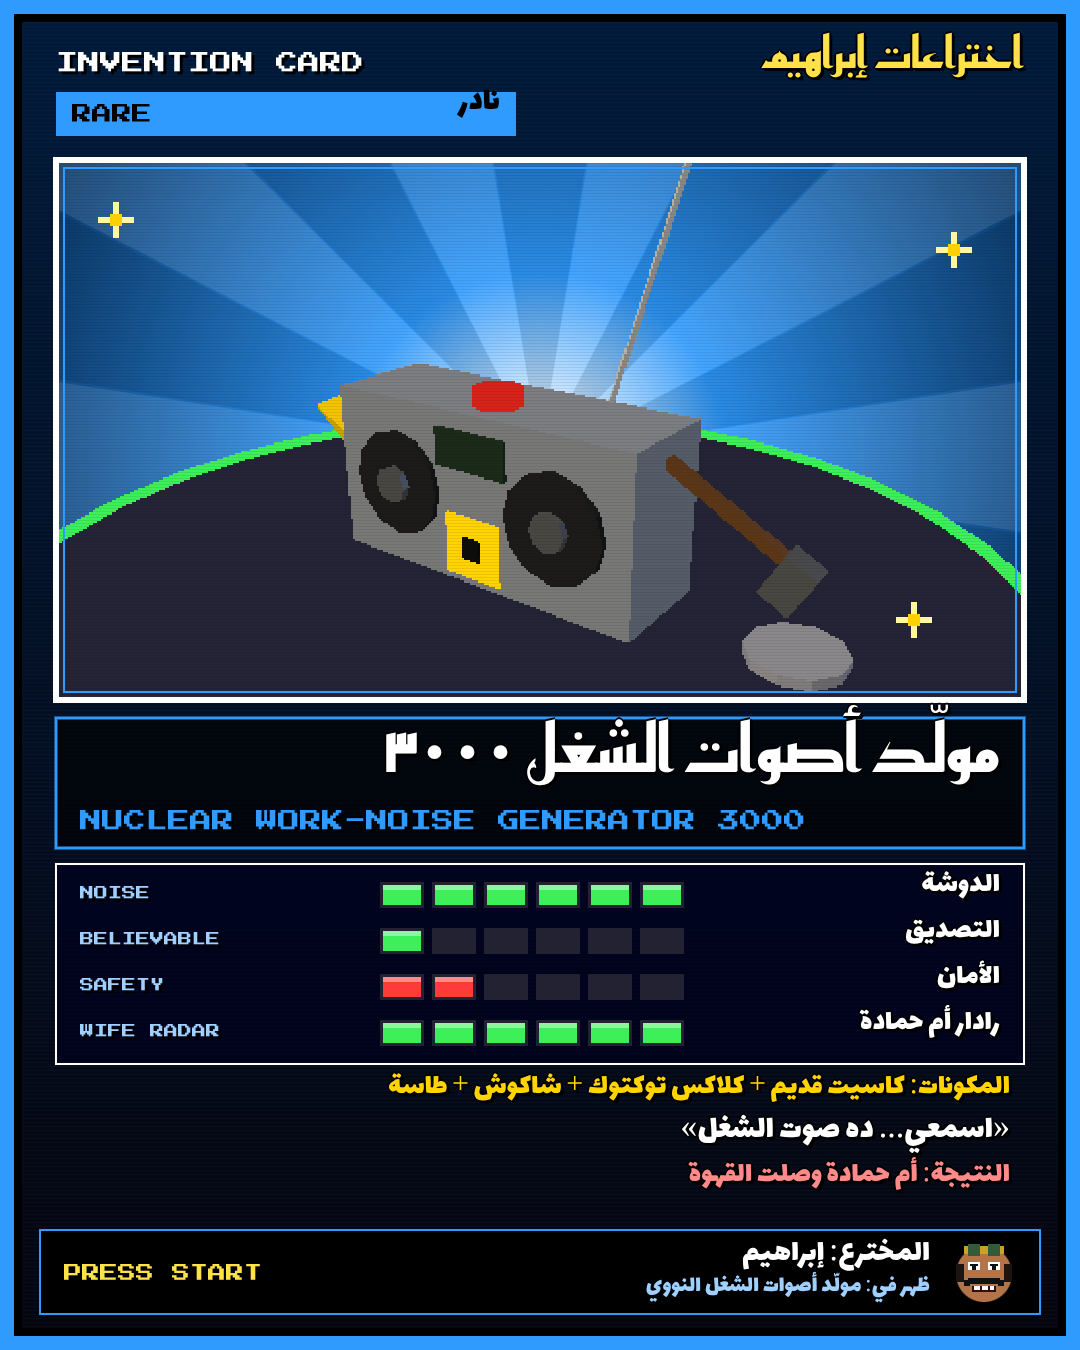 INVENTION CARD
اختراعات إبراهيم
RARE
نادر
مولّد أصوات الشغل ٣٠٠٠
NUCLEAR WORK-NOISE GENERATOR 3000
NOISE
الدوشة
BELIEVABLE
التصديق
SAFETY
الأمان
WIFE RADAR
رادار أم حمادة
المكونات: كاسيت قديم + كلاكس توكتوك + شاكوش + طاسة
«اسمعي... ده صوت الشغل»
النتيجة: أم حمادة وصلت القهوة
PRESS START
المخترع: إبراهيم
ظهر في: مولّد أصوات الشغل النووي